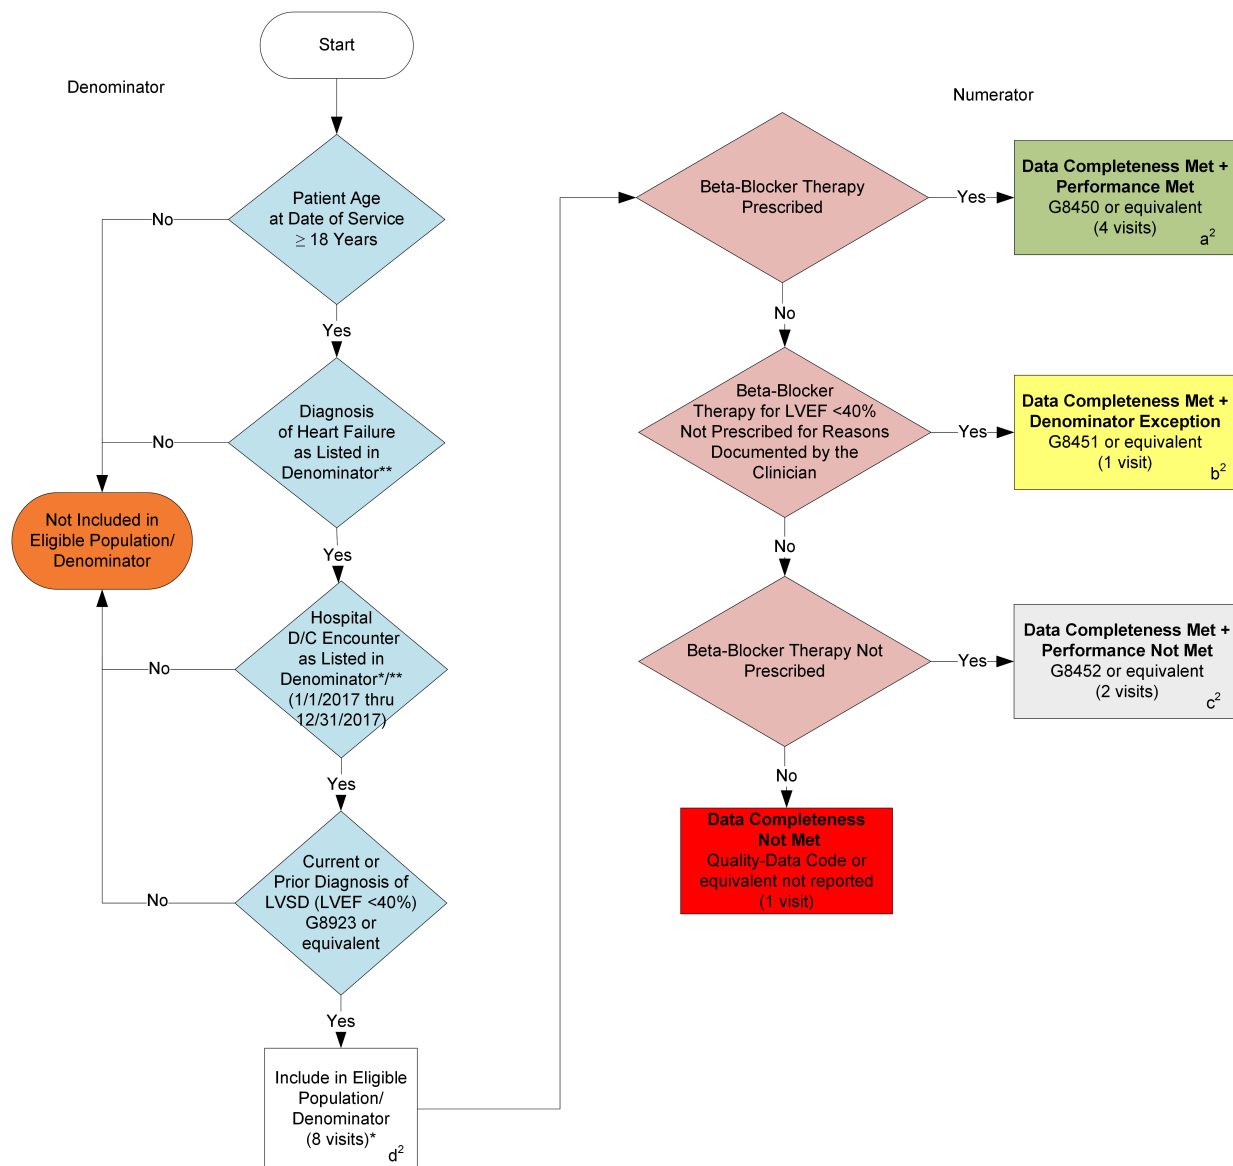 Start
Denominator
Patient Age
at Date of Service
≥ 18 Years
No
Yes
Diagnosis
of Heart Failure
as Listed in
Denominator**
No
Yes
Not Included in
Eligible Population/
Denominator
Hospital
D/C Encounter
as Listed in
Denominator*/**
(1/1/2017 thru
12/31/2017)
No
Yes
Current or
Prior Diagnosis of
LVSD (LVEF <40%)
G8923 or
equivalent
No
Yes
Include in Eligible
Population/
Denominator
(8 visits)*
d²
Numerator
Beta-Blocker Therapy
Prescribed
Yes
Data Completeness Met +
Performance Met
G8450 or equivalent
(4 visits)
a²
No
Beta-Blocker
Therapy for LVEF <40%
Not Prescribed for Reasons
Documented by the
Clinician
Yes
Data Completeness Met +
Denominator Exception
G8451 or equivalent
(1 visit)
b²
No
Beta-Blocker Therapy Not
Prescribed
Yes
Data Completeness Met +
Performance Not Met
G8452 or equivalent
(2 visits)
c²
No
Data Completeness
Not Met
Quality-Data Code or
equivalent not reported
(1 visit)